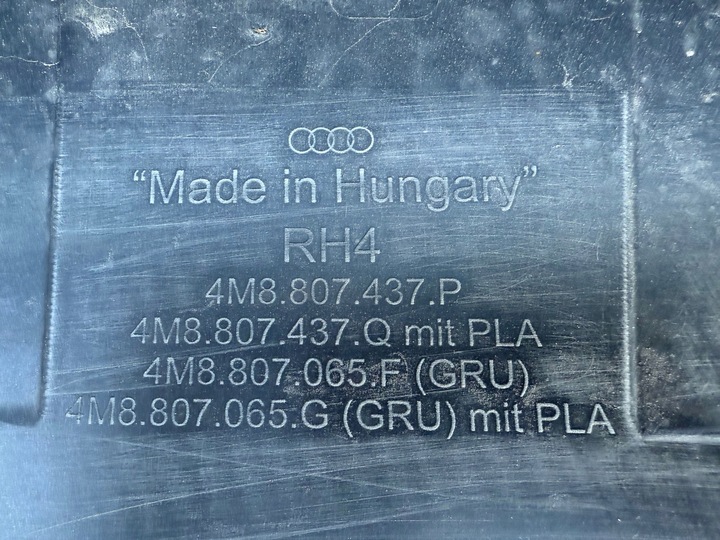 “Made in Hungary”
RH4
4M8.807.437.P
4M8.807.437.Q mit PLA
4M8.807.065.F (GRU)
4M8.807.065.G (GRU) mit PLA